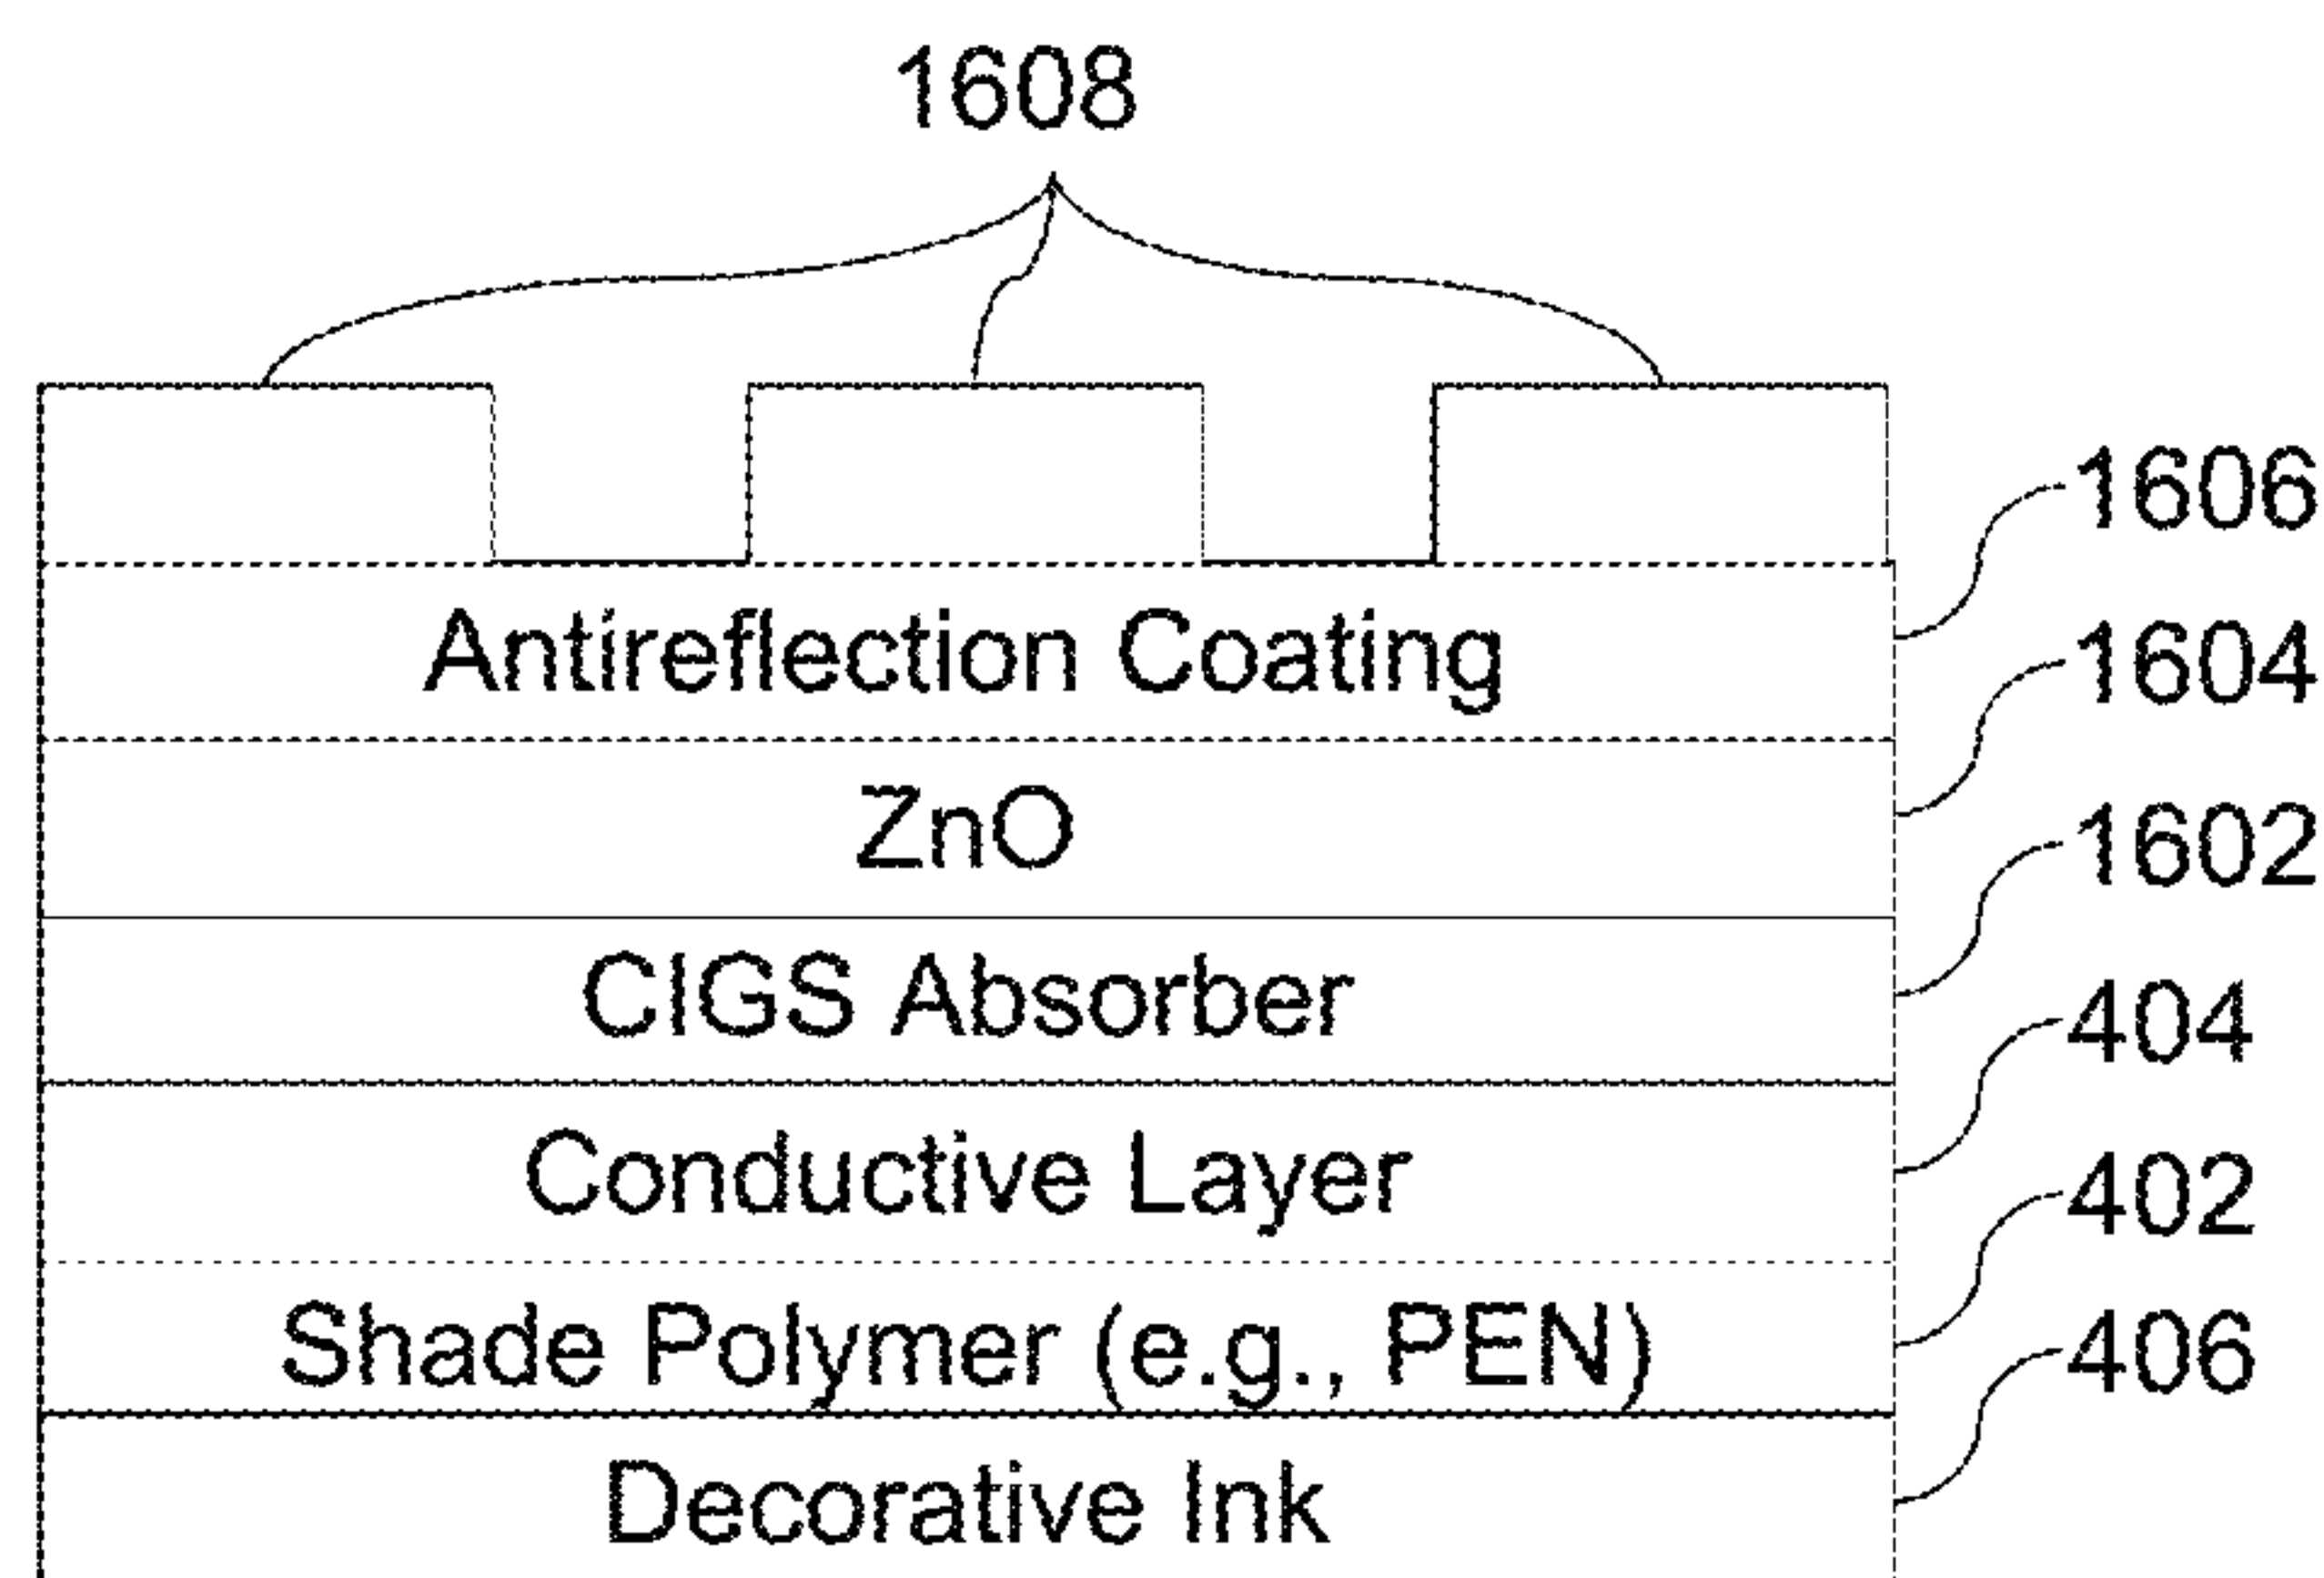 1608
1606
Antireflection Coating
1604
ZnO
1602
CIGS Absorber
404
Conductive Layer
402
Shade Polymer (e.g., PEN)
406
Decorative Ink